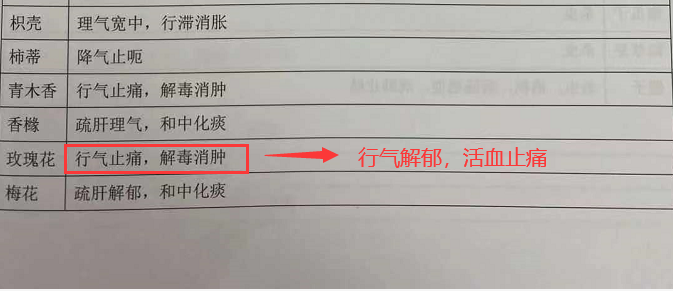 枳壳 理气宽中，行滞消胀
柿蒂 降气止呃
青木香 行气止痛，解毒消肿
香橼 疏肝理气，和中化痰
玫瑰花 行气止痛，解毒消肿 行气解郁，活血止痛
梅花 疏肝解郁，和中化痰